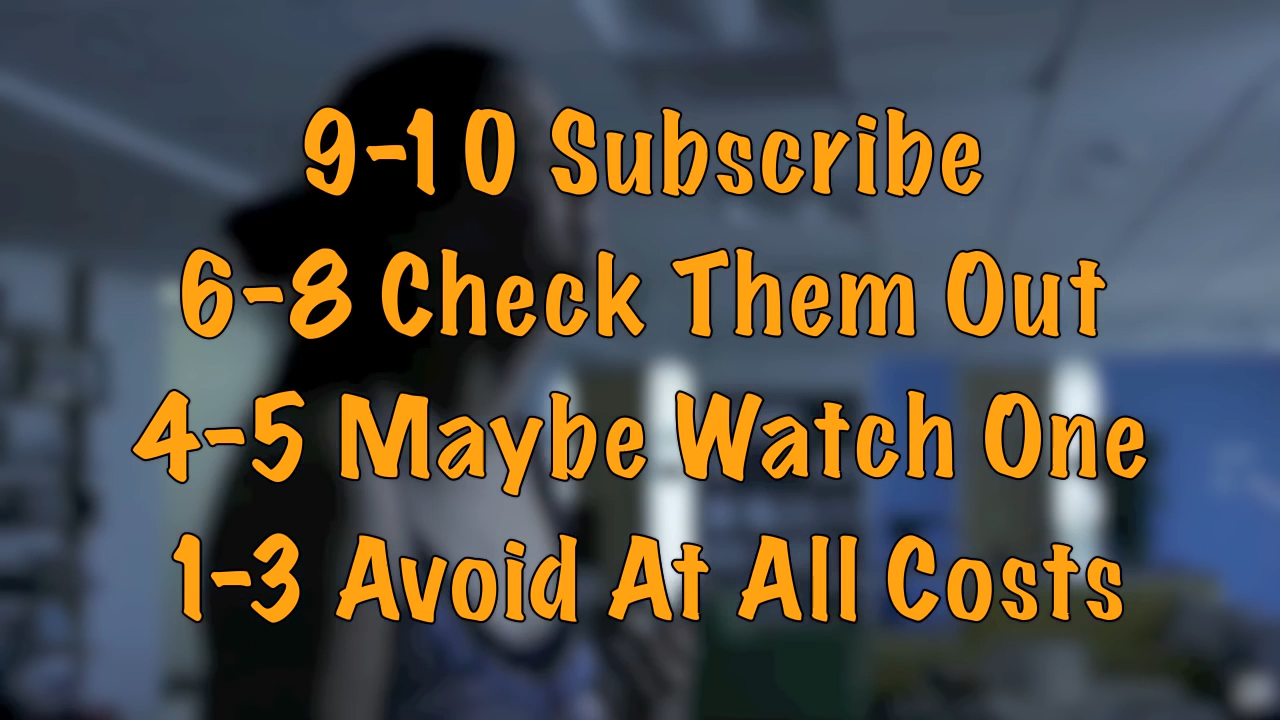 9-10 Subscribe
6-8 Check Them Out
4-5 Maybe Watch One
1-3 Avoid At All Costs